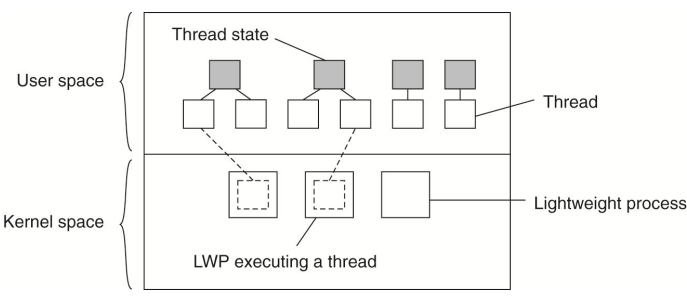 Thread state
User space
Thread
Kernel space
Lightweight process
LWP executing a thread